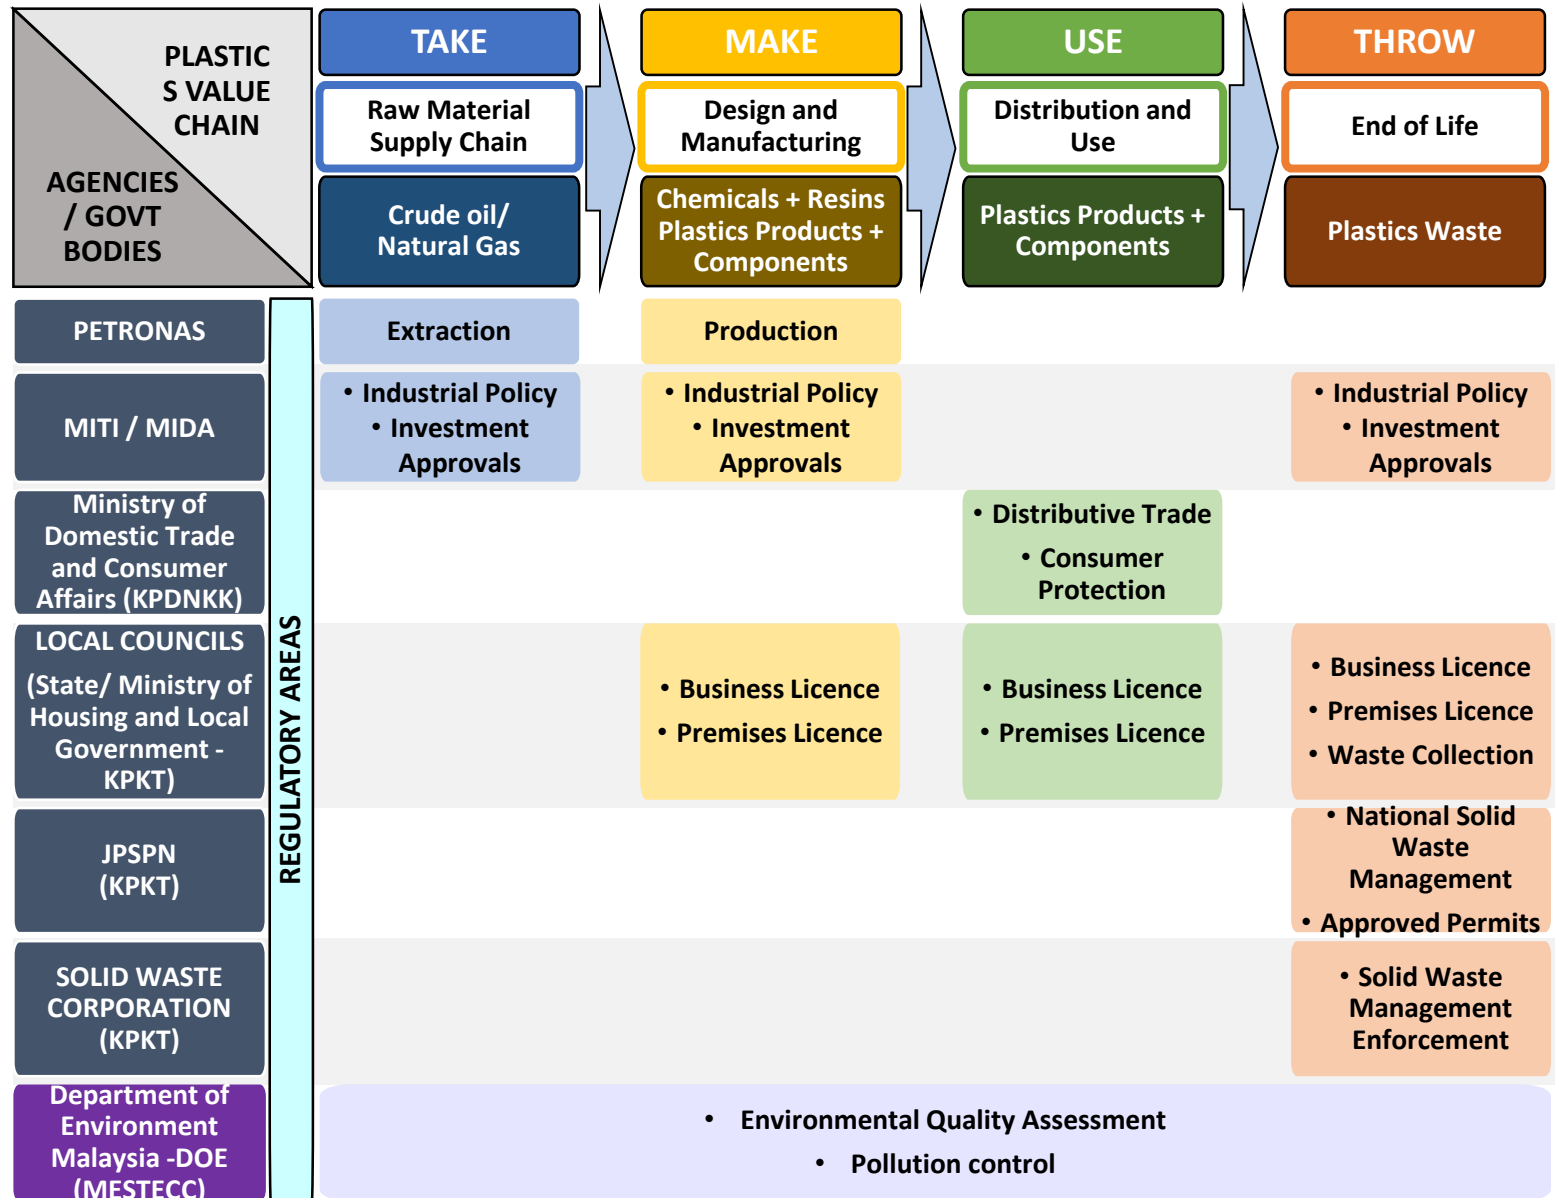 PLASTIC
S VALUE
CHAIN
AGENCIES
/ GOVT
BODIES
TAKE
MAKE
USE
THROW
Raw Material
Supply Chain
Design and
Manufacturing
Distribution and
Use
End of Life
Crude oil/
Natural Gas
Chemicals + Resins
Plastics Products +
Components
Plastics Products +
Components
Plastics Waste
REGULATORY AREAS
PETRONAS
Extraction
Production
MITI / MIDA
• Industrial Policy
• Investment
Approvals
• Industrial Policy
• Investment
Approvals
• Industrial Policy
• Investment
Approvals
Ministry of
Domestic Trade
and Consumer
Affairs (KPDNKK)
• Distributive Trade
• Consumer
Protection
LOCAL COUNCILS
(State/ Ministry of
Housing and Local
Government -
KPKT)
• Business Licence
• Premises Licence
• Business Licence
• Premises Licence
• Business Licence
• Premises Licence
• Waste Collection
JPSPN
(KPKT)
• National Solid
Waste
Management
• Approved Permits
SOLID WASTE
CORPORATION
(KPKT)
• Solid Waste
Management
Enforcement
Department of
Environment
Malaysia -DOE
(MESTECC)
• Environmental Quality Assessment
• Pollution control